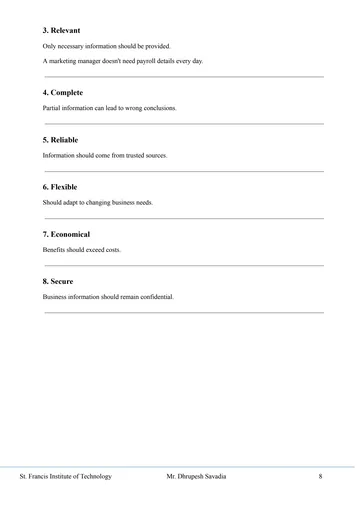 3. Relevant
Only necessary information should be provided.
A marketing manager doesn't need payroll details every day.
4. Complete
Partial information can lead to wrong conclusions.
5. Reliable
Information should come from trusted sources.
6. Flexible
Should adapt to changing business needs.
7. Economical
Benefits should exceed costs.
8. Secure
Business information should remain confidential.
St. Francis Institute of Technology Mr. Dhrupesh Savadia 8